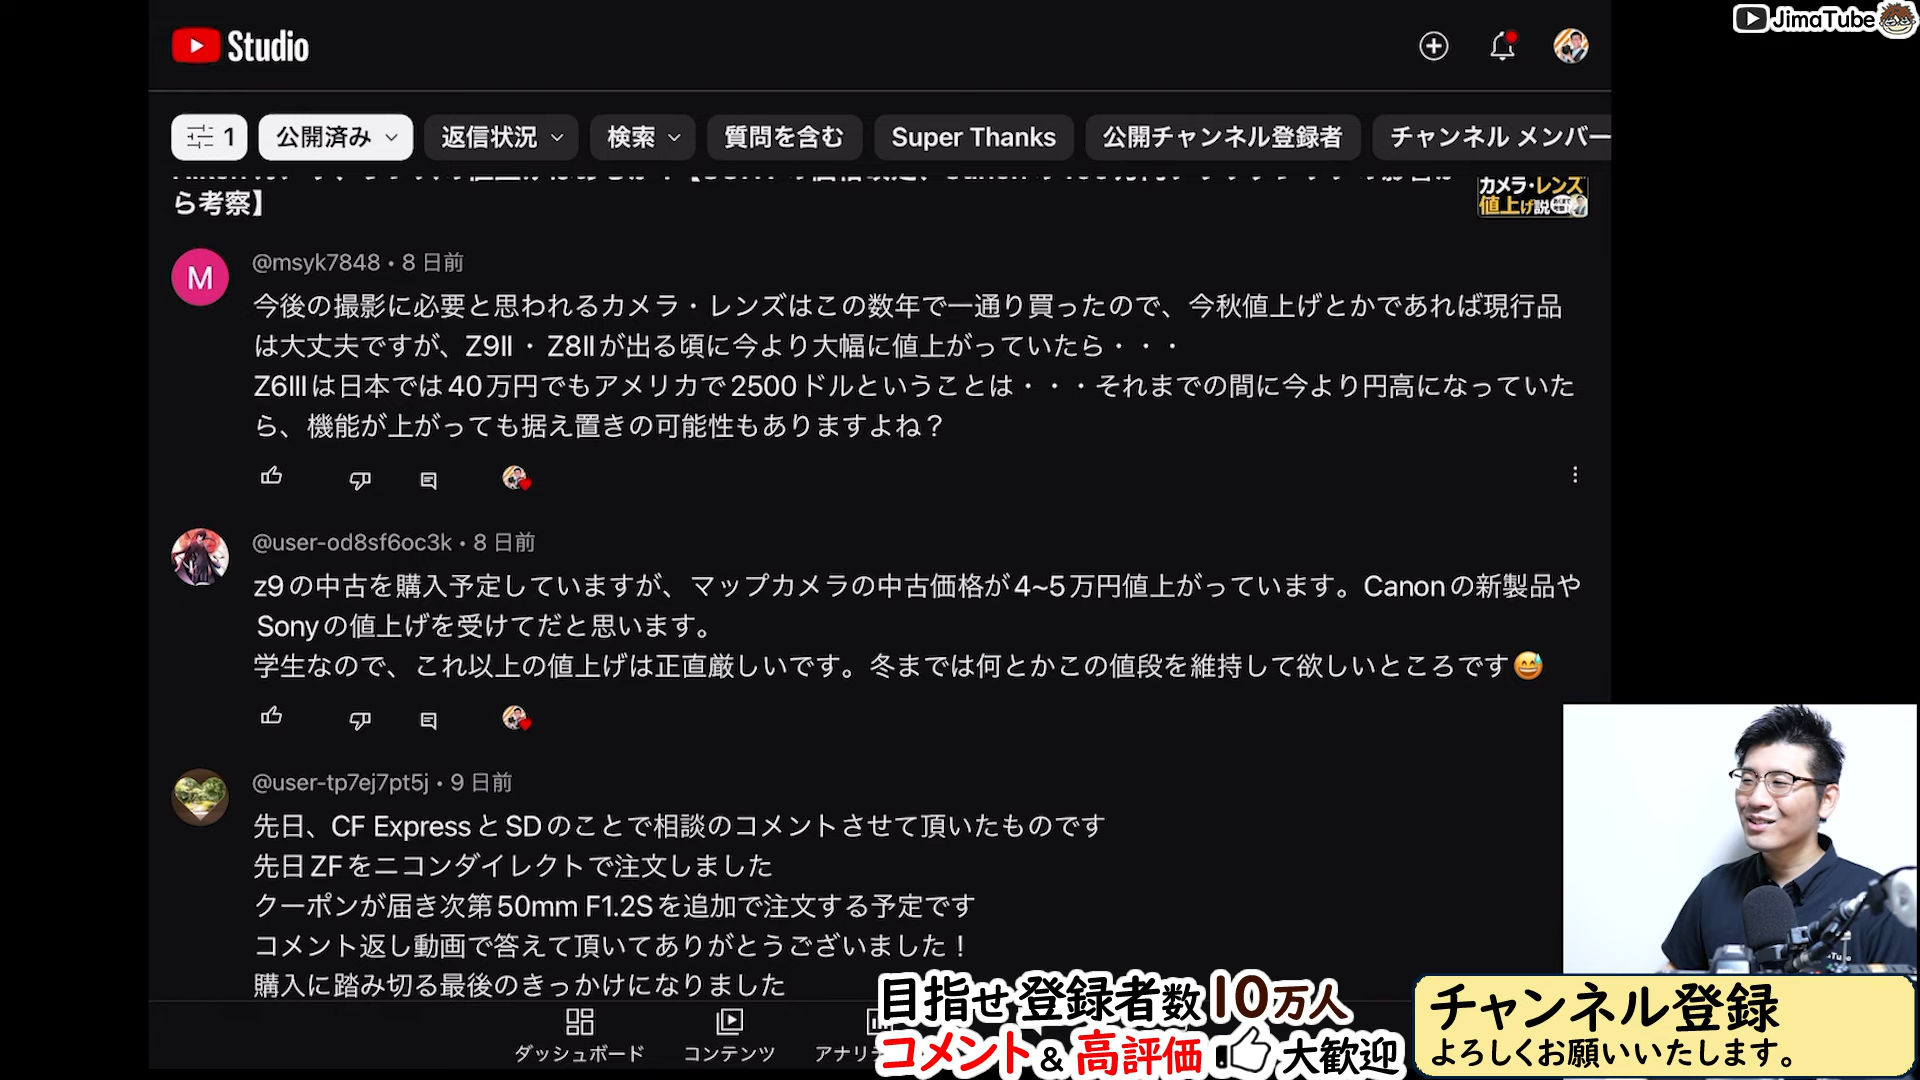 JimaTube
Studio
1
公開済み
返信状況
検索
質問を含む
Super Thanks
公開チャンネル登録者
チャンネル メンバー
ら考察】
カメラ・レンズ
値上げ説
M
@msyk7848・8 日前
今後の撮影に必要と思われるカメラ・レンズはこの数年で一通り買ったので、今秋値上げとかであれば現行品
は大丈夫ですが、Z9II・ Z8IIが出る頃に今より大幅に値上がっていたら・・・
Z6IIIは日本では40万円でもアメリカで2500ドルということは・・・それまでの間に今より円高になっていた
ら、機能が上がっても据え置きの可能性もありますよね？
@user-od8sf6oc3k・8 日前
z9の中古を購入予定していますが、マップカメラの中古価格が4~5万円値上がっています。Canonの新製品や
Sonyの値上げを受けてだと思います。
学生なので、これ以上の値上げは正直厳しいです。冬までは何とかこの値段を維持して欲しいところです😅
@user-tp7ej7pt5j・9 日前
先日、CF ExpressとSDのことで相談のコメントさせて頂いたものです
先日ZFをニコンダイレクトで注文しました
クーポンが届き次第50mm F1.2Sを追加で注文する予定です
コメント返し動画で答えて頂いてありがとうございました！
購入に踏み切る最後のきっかけになりました
ダッシュボード
コンテンツ
アナリ
目指せ登録者数10万人
コメント&高評価 大歓迎
チャンネル登録
よろしくお願いいたします。